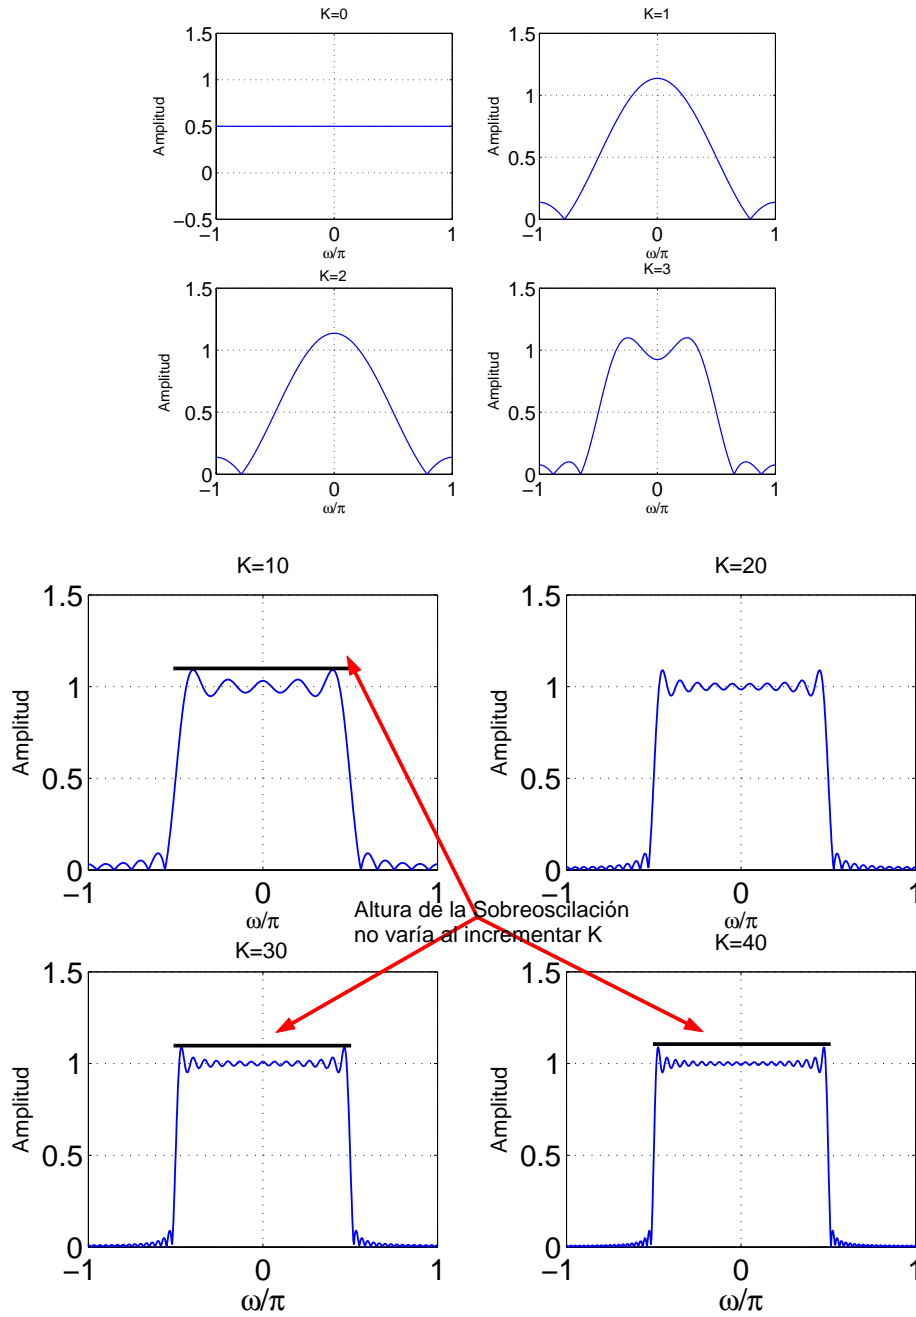 K=0
1.5
1
0.5
0
−0.5
−1
0
1
Amplitud
ω/π
K=1
1.5
1
0.5
0
−1
0
1
Amplitud
ω/π
K=2
1.5
1
0.5
0
−1
0
1
Amplitud
ω/π
K=3
1.5
1
0.5
0
−1
0
1
Amplitud
ω/π
K=10
1.5
1
0.5
0
−1
0
1
Amplitud
ω/π
K=20
1.5
1
0.5
0
−1
0
1
Amplitud
ω/π
Altura de la Sobreoscilación
no varía al incrementar K
K=30
1.5
1
0.5
0
−1
0
1
Amplitud
ω/π
K=40
1.5
1
0.5
0
−1
0
1
Amplitud
ω/π